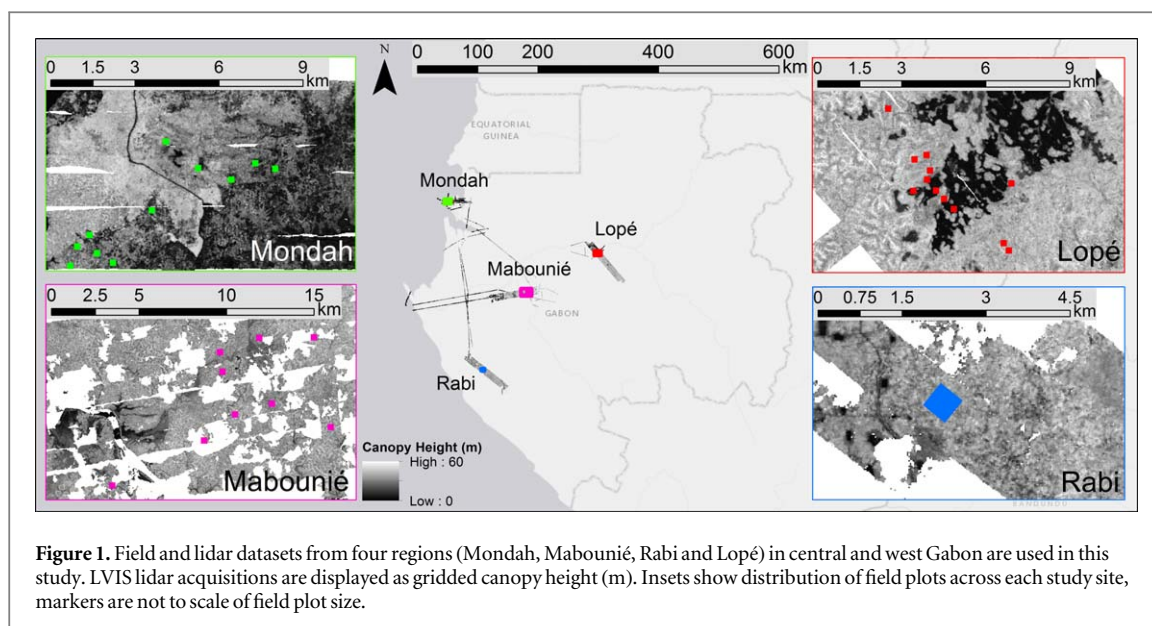 0 1.5 3 6 9
km
Mondah
0 2.5 5 10 15
km
Mabounié
N
0 100 200 400 600
km
EQUATORIAL
GUINEA
Mondah
Lopé
Mabounié
GABON
Rabi
Canopy Height (m)
High : 60
Low : 0
0 1.5 3 6 9
km
Lopé
0 0.75 1.5 3 4.5
km
Rabi
BANDUNDU
Figure 1. Field and lidar datasets from four regions (Mondah, Mabounié, Rabi and Lopé) in central and west Gabon are used in this
study. LVIS lidar acquisitions are displayed as gridded canopy height (m). Insets show distribution of field plots across each study site,
markers are not to scale of field plot size.